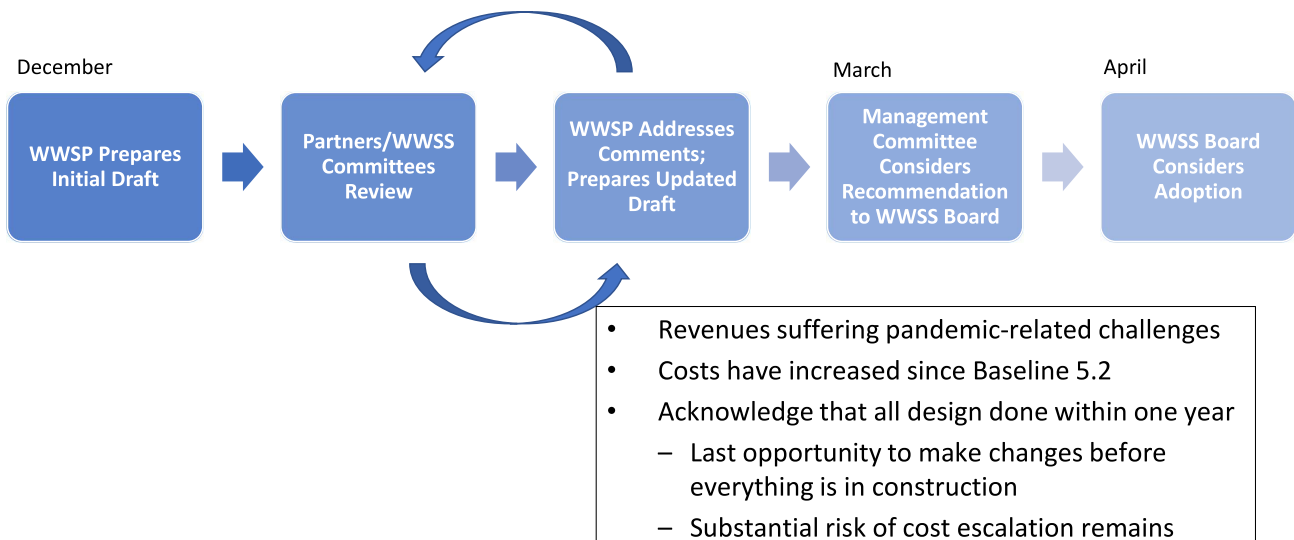 December
WWSP Prepares
Initial Draft
Partners/WWSS
Committees
Review
WWSP Addresses
Comments;
Prepares Updated
Draft
March
Management
Committee
Considers
Recommendation
to WWSS Board
April
WWSS Board
Considers
Adoption
• Revenues suffering pandemic-related challenges
• Costs have increased since Baseline 5.2
• Acknowledge that all design done within one year
– Last opportunity to make changes before
everything is in construction
– Substantial risk of cost escalation remains